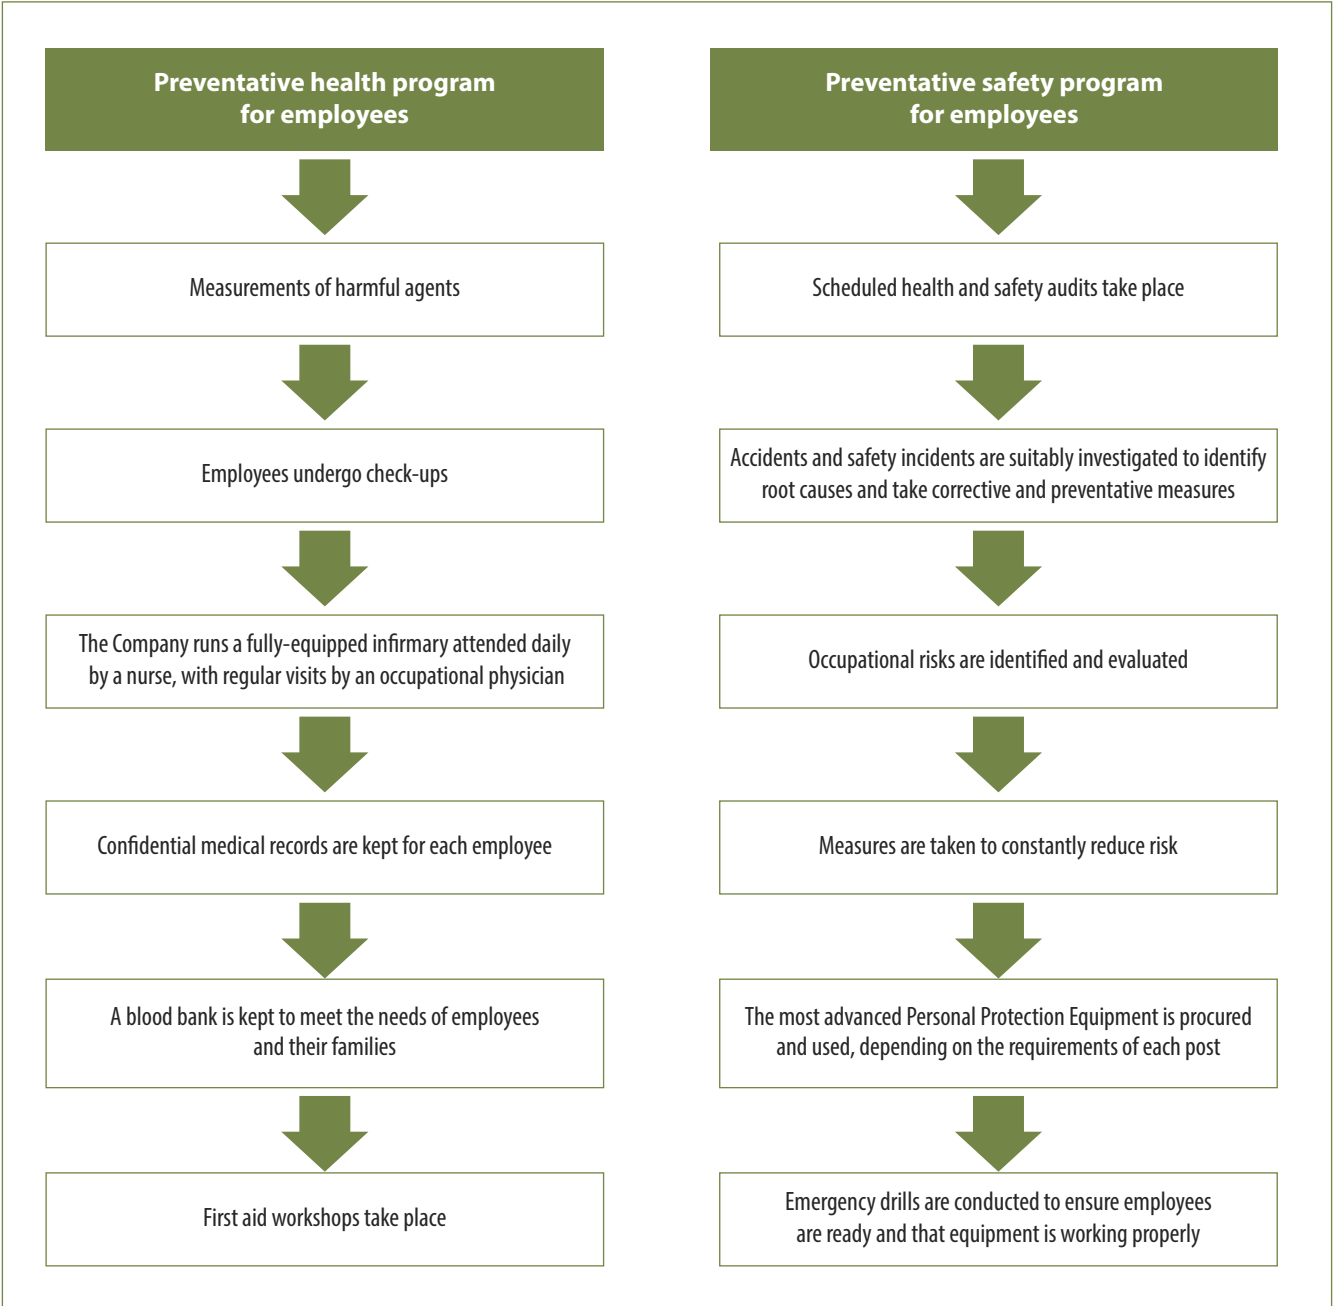 Preventative health program
for employees
Measurements of harmful agents
Employees undergo check-ups
The Company runs a fully-equipped infirmary attended daily
by a nurse, with regular visits by an occupational physician
Confidential medical records are kept for each employee
A blood bank is kept to meet the needs of employees
and their families
First aid workshops take place
Preventative safety program
for employees
Scheduled health and safety audits take place
Accidents and safety incidents are suitably investigated to identify
root causes and take corrective and preventative measures
Occupational risks are identified and evaluated
Measures are taken to constantly reduce risk
The most advanced Personal Protection Equipment is procured
and used, depending on the requirements of each post
Emergency drills are conducted to ensure employees
are ready and that equipment is working properly